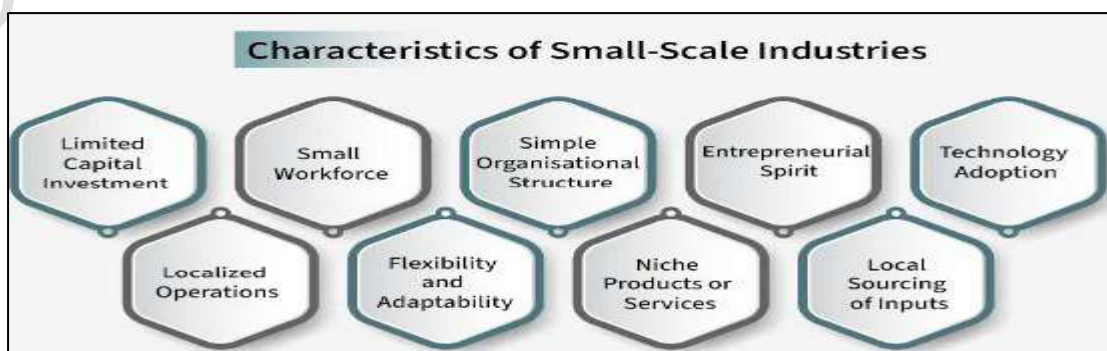 Characteristics of Small-Scale Industries
Limited
Capital
Investment
Small
Workforce
Simple
Organisational
Structure
Entrepreneurial
Spirit
Technology
Adoption
Localized
Operations
Flexibility
and
Adaptability
Niche
Products or
Services
Local
Sourcing
of Inputs